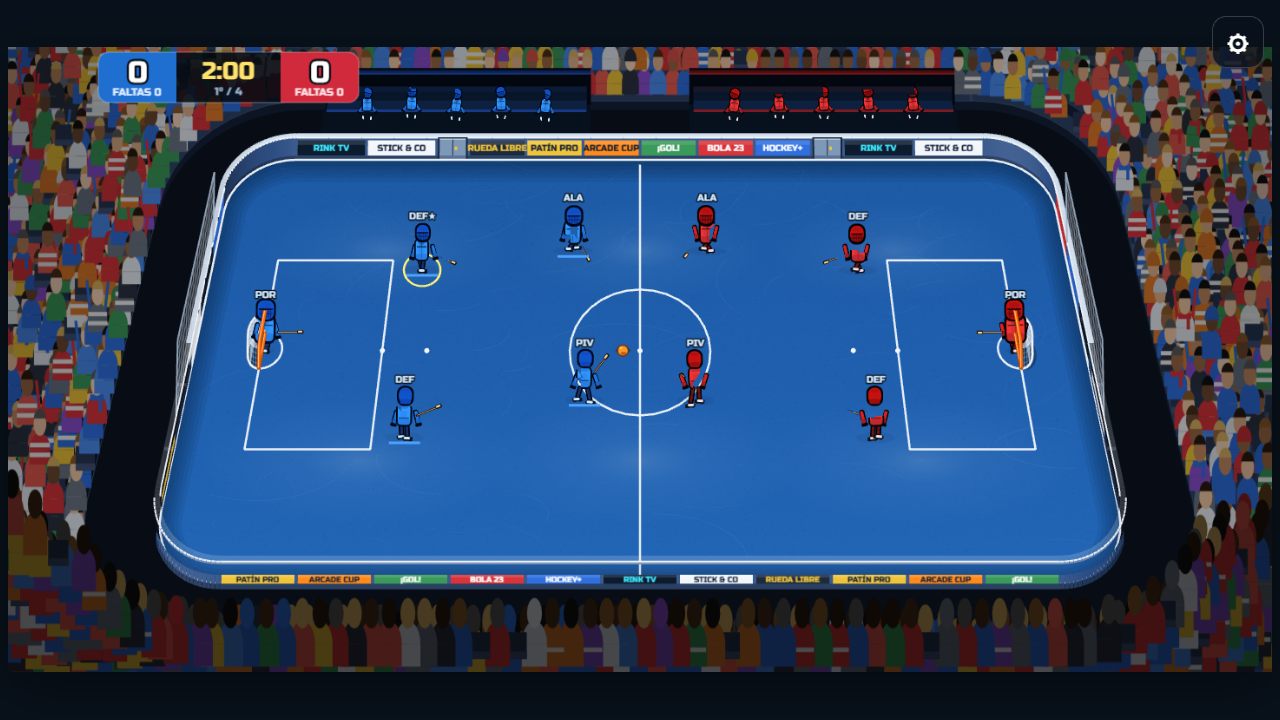 0 2:00 0
FALTAS 0 1º / 4 FALTAS 0
RINK TV STICK & CO RUEDA LIBRE PATÍN PRO ARCADE CUP ¡GOL! BOLA 23 HOCKEY+ RINK TV STICK & CO
ALA ALA
DEF★ DEF
POR POR
PIV PIV
DEF DEF
PATÍN PRO ARCADE CUP ¡GOL! BOLA 23 HOCKEY+ RINK TV STICK & CO RUEDA LIBRE PATÍN PRO ARCADE CUP ¡GOL!